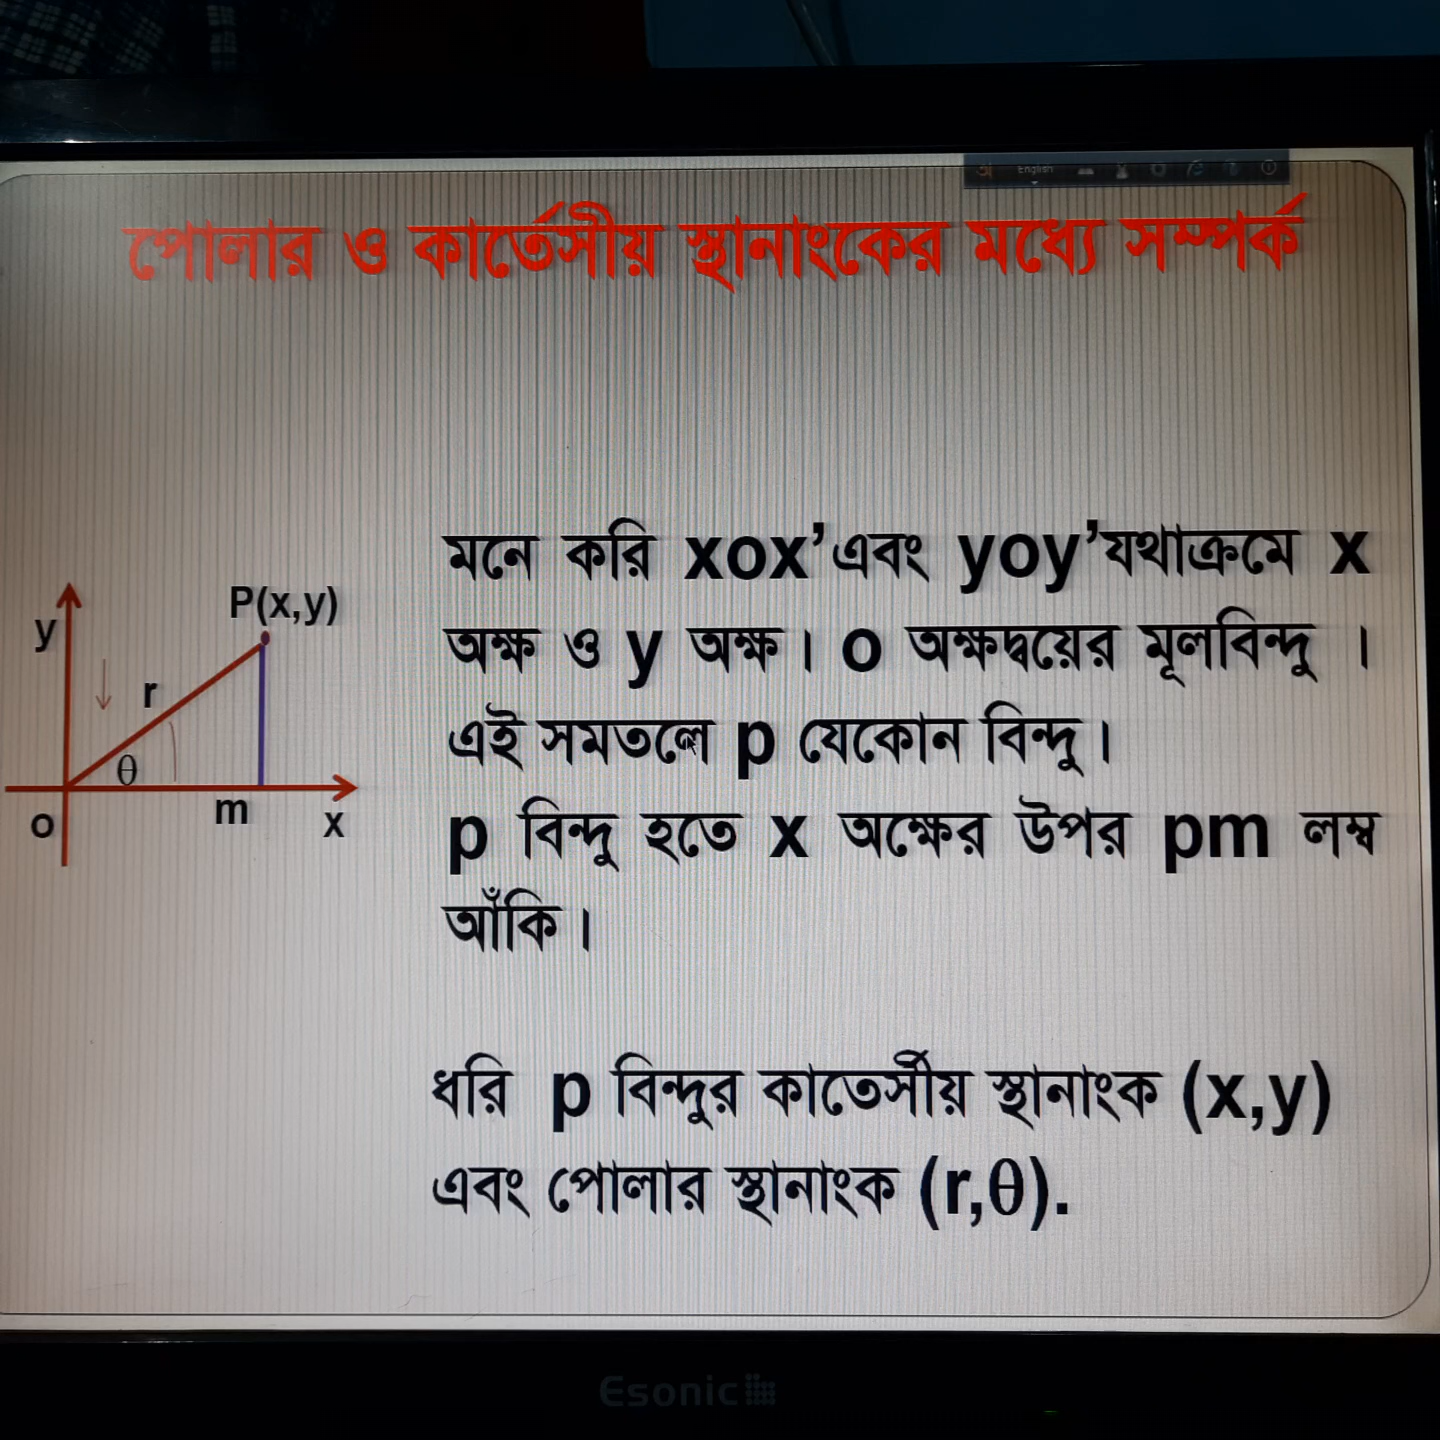 English
পোলার ও কার্তেসীয় স্থানাংকের মধ্যে সম্পর্ক
মনে করি xox’এবং yoy’যথাক্রমে x
অক্ষ ও y অক্ষ। o অক্ষদ্বয়ের মূলবিন্দু ।
এই সমতলে p যেকোন বিন্দু।
p বিন্দু হতে x অক্ষের উপর pm লম্ব
আঁকি।
P(x,y)
y
r
θ
o
m
x
ধরি p বিন্দুর কাতের্সীয় স্থানাংক (x,y)
এবং পোলার স্থানাংক (r,θ).
Esonic